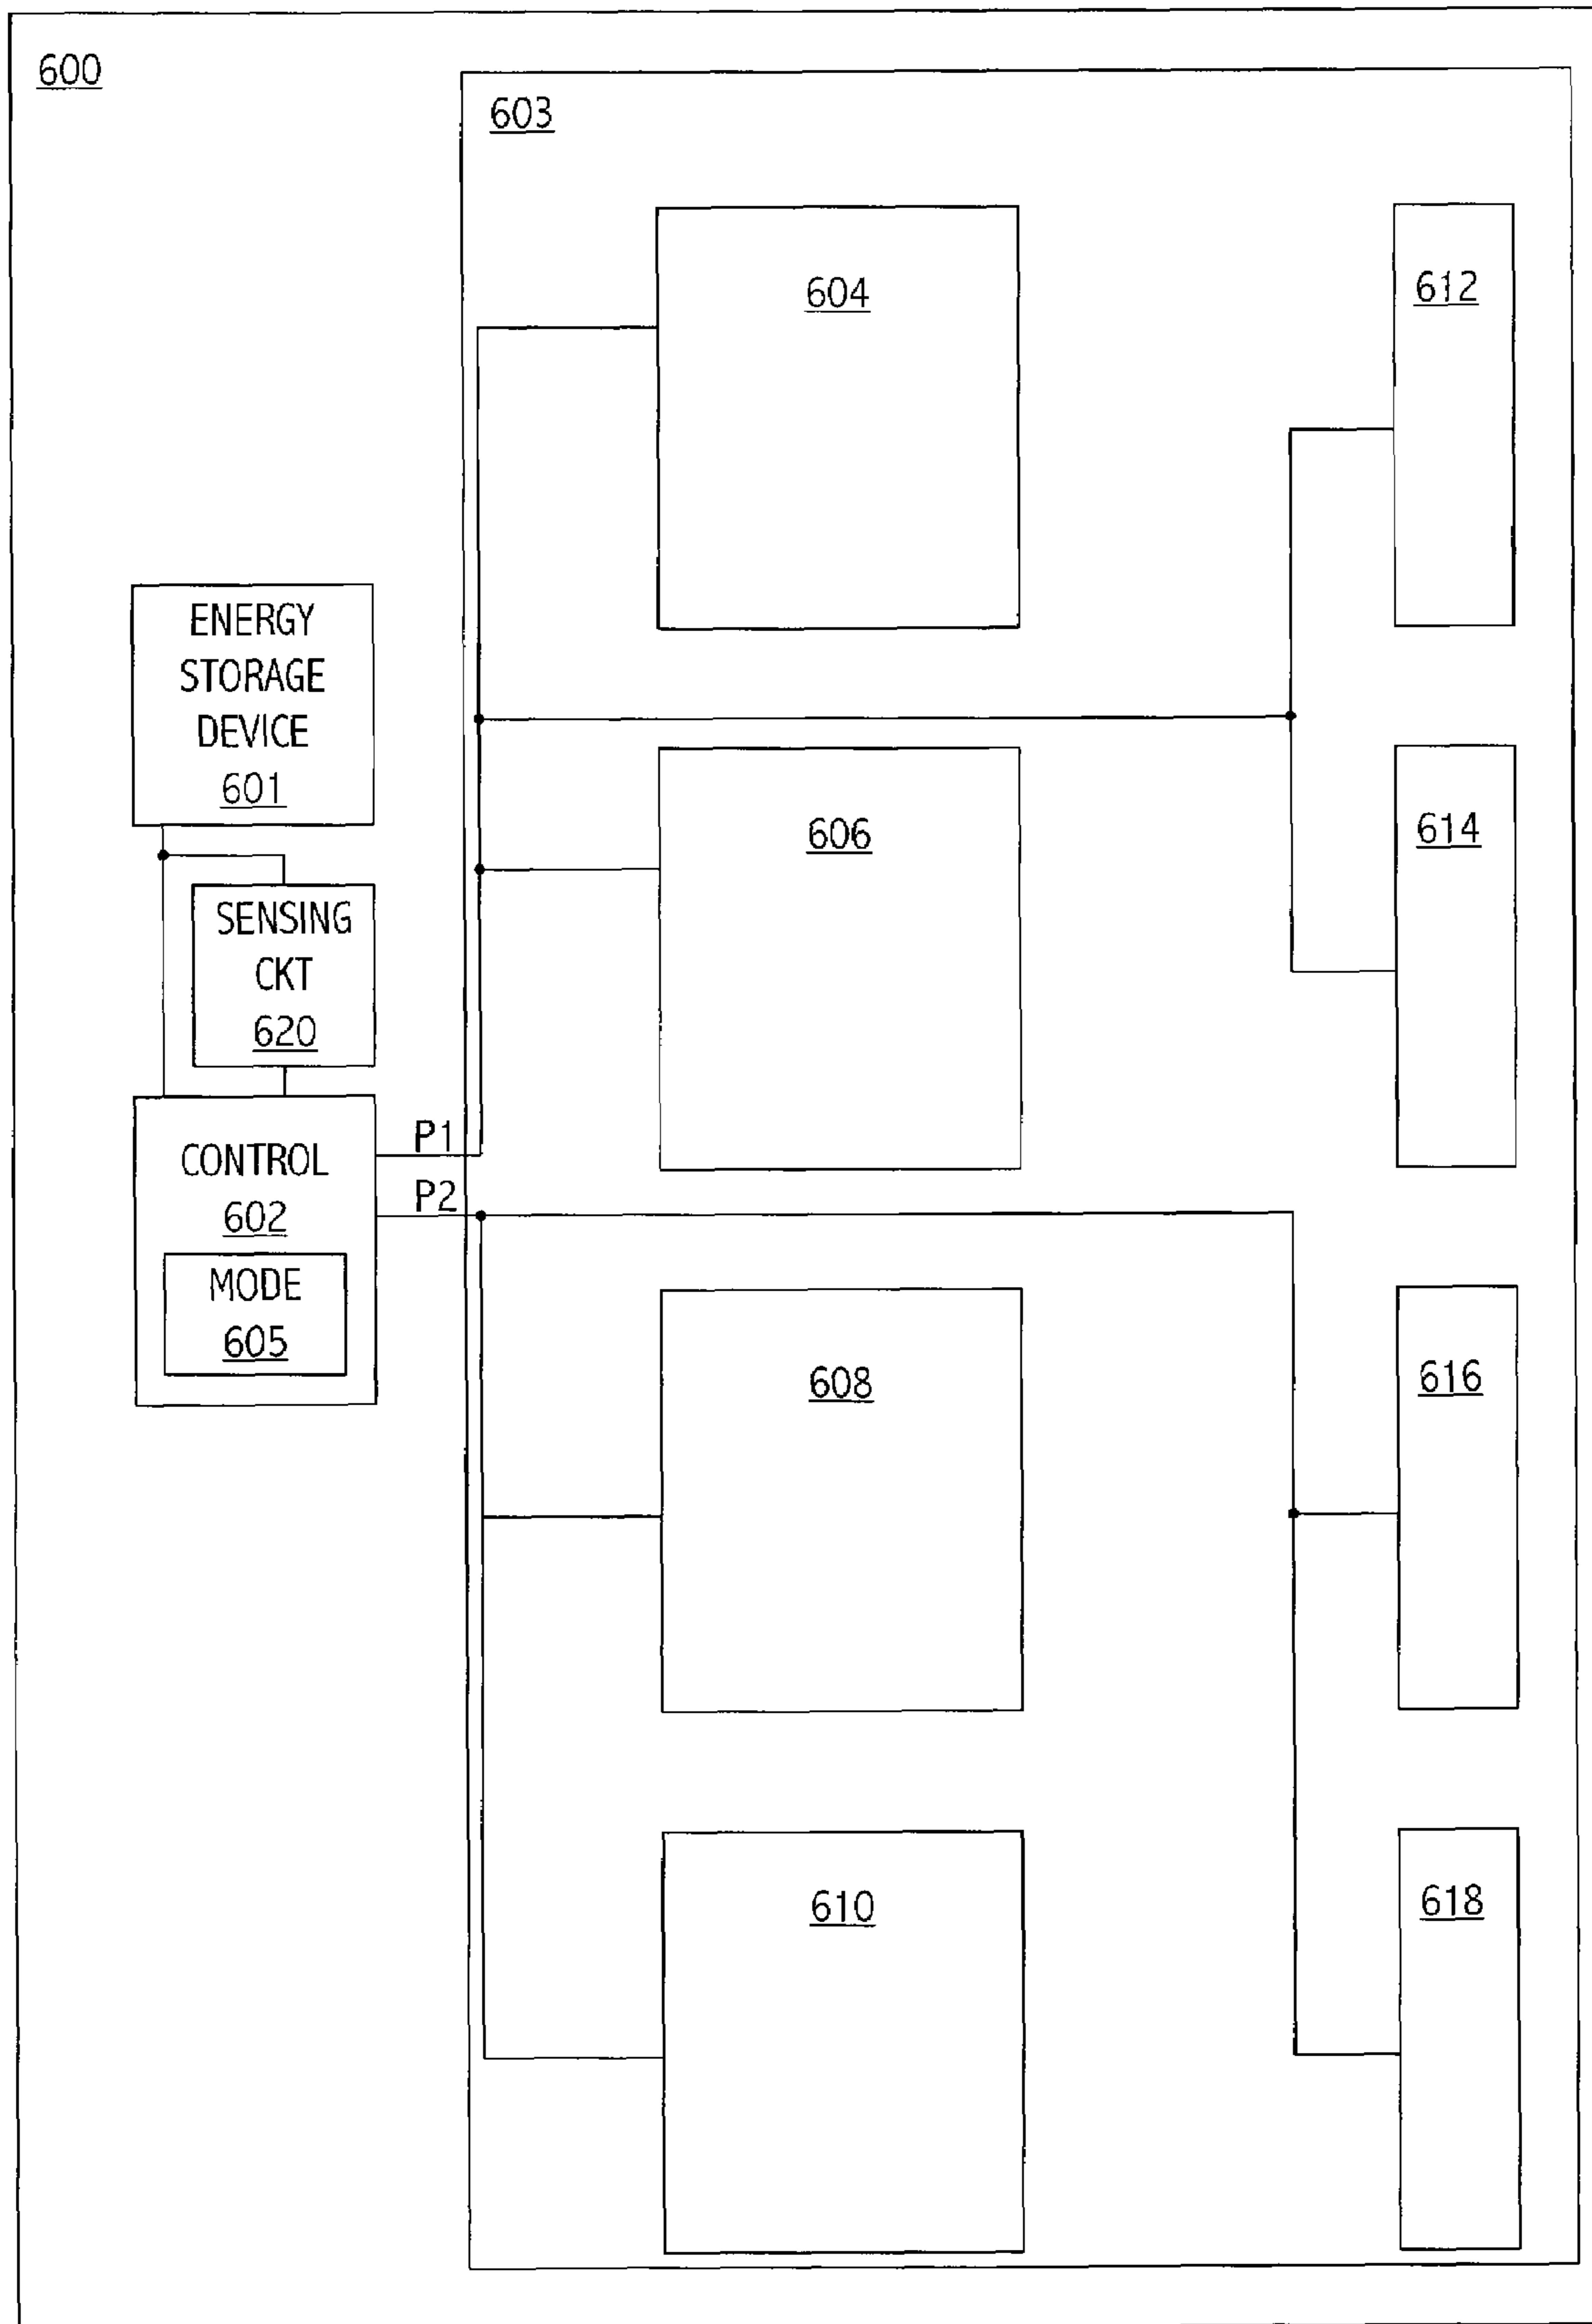 600
603
604
612
ENERGY
STORAGE
DEVICE
601
606
614
SENSING
CKT
620
P1
CONTROL
P2
602
MODE
605
608
616
610
618